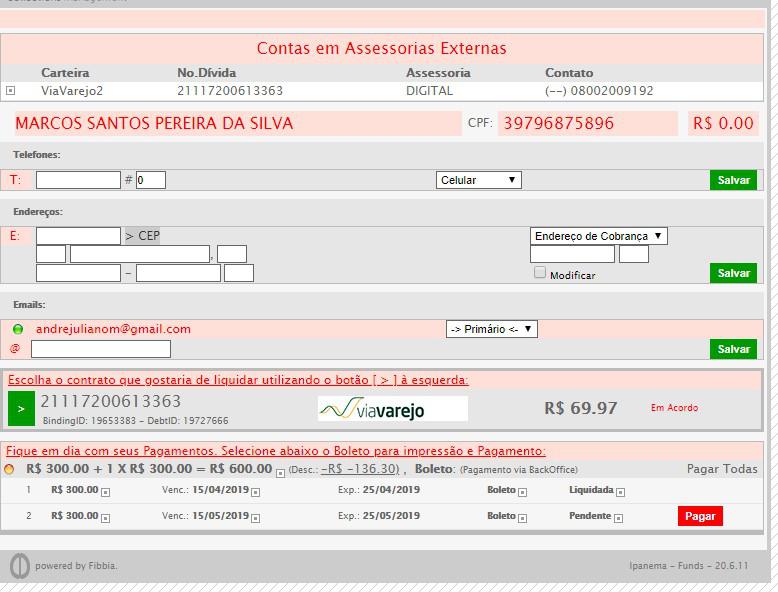 Contas em Assessorias Externas
Carteira No.Dívida Assessoria Contato
ViaVarejo2 21117200613363 DIGITAL (--) 08002009192
MARCOS SANTOS PEREIRA DA SILVA CPF: 39796875896 R$ 0.00
Telefones:
T: # 0 Celular Salvar
Endereços:
E: > CEP Endereço de Cobrança
,
– Modificar Salvar
Emails:
andrejulianom@gmail.com -> Primário <-
@ Salvar
Escolha o contrato que gostaria de liquidar utilizando o botão [ > ] à esquerda:
> 21117200613363 viavarejo R$ 69.97 Em Acordo
BindingID: 19653383 – DebtID: 19727666
Fique em dia com seus Pagamentos. Selecione abaixo o Boleto para impressão e Pagamento:
R$ 300.00 + 1 X R$ 300.00 = R$ 600.00 (Desc.: –R$ –136.30) , Boleto: (Pagamento via BackOffice) Pagar Todas
1 R$ 300.00 Venc.: 15/04/2019 Exp.: 25/04/2019 Boleto Liquidada
2 R$ 300.00 Venc.: 15/05/2019 Exp.: 25/05/2019 Boleto Pendente Pagar
powered by Fibbia. Ipanema – Funds – 20.6.11